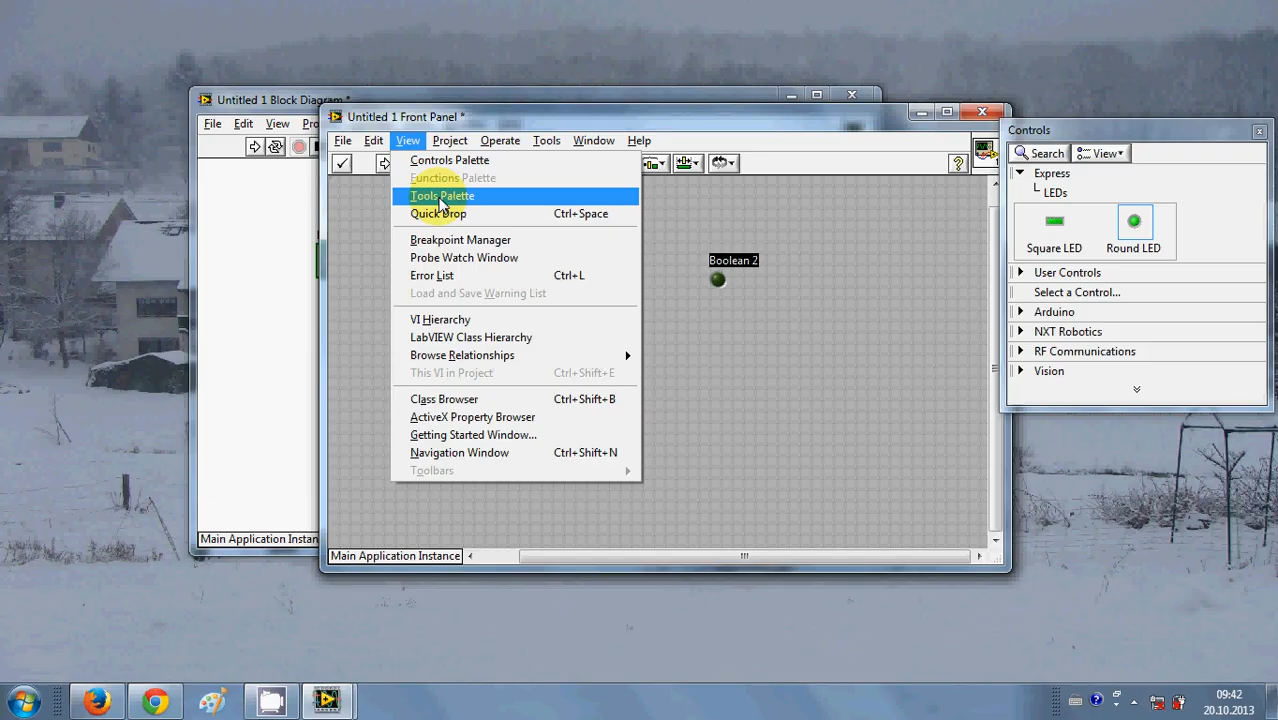 Untitled 1 Block Diagram *
File Edit View Pro
Untitled 1 Front Panel *
File Edit View Project Operate Tools Window Help
Controls Palette
Functions Palette
Tools Palette
Quick Drop Ctrl+Space
Breakpoint Manager
Probe Watch Window
Error List Ctrl+L
Load and Save Warning List
VI Hierarchy
LabVIEW Class Hierarchy
Browse Relationships
This VI in Project Ctrl+Shift+E
Class Browser Ctrl+Shift+B
ActiveX Property Browser
Getting Started Window...
Navigation Window Ctrl+Shift+N
Toolbars
Boolean 2
Main Application Instan
Main Application Instance
Controls
Search View
Express
LEDs
Square LED Round LED
User Controls
Select a Control...
Arduino
NXT Robotics
RF Communications
Vision
09:42
20.10.2013